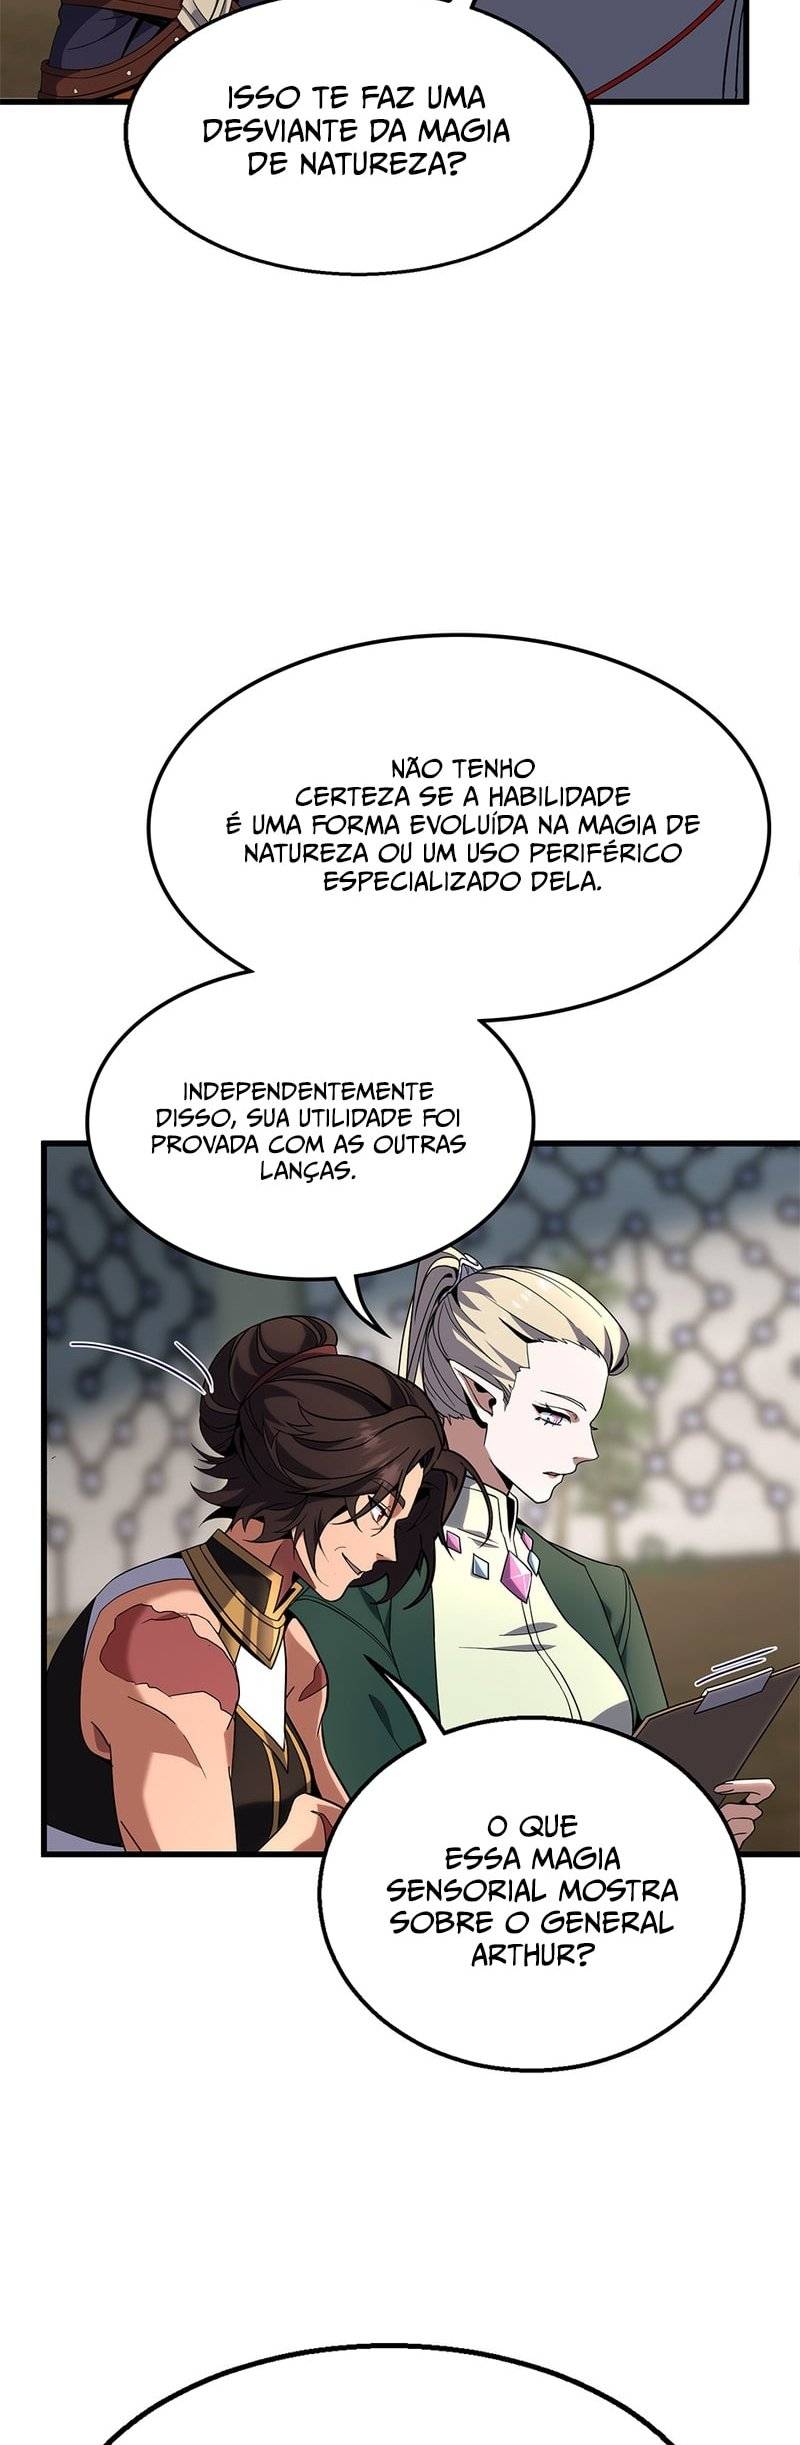 ISSO TE FAZ UMA
DESVIANTE DA MAGIA
DE NATUREZA?
NÃO TENHO
CERTEZA SE A HABILIDADE
É UMA FORMA EVOLUÍDA NA MAGIA DE
NATUREZA OU UM USO PERIFÉRICO
ESPECIALIZADO DELA.
INDEPENDENTEMENTE
DISSO, SUA UTILIDADE FOI
PROVADA COM AS OUTRAS
LANÇAS.
O QUE
ESSA MAGIA
SENSORIAL MOSTRA
SOBRE O GENERAL
ARTHUR?